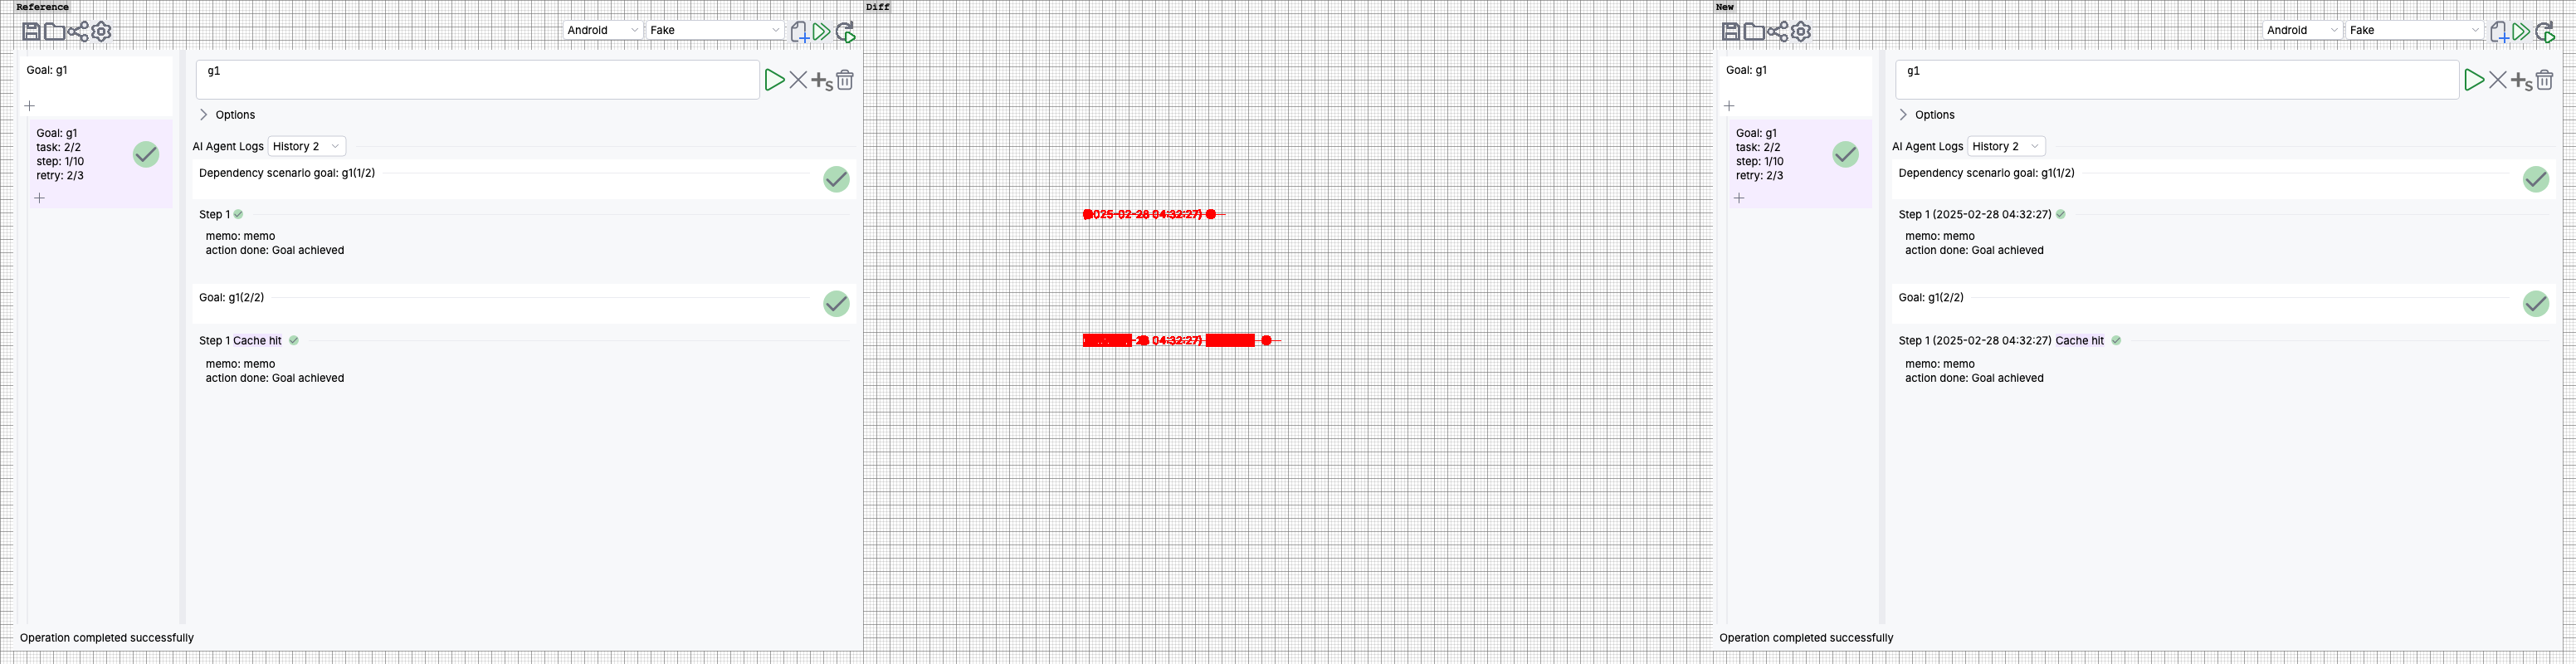 Reference
Android
Fake
Goal: g1
g1
Options
Goal: g1
task: 2/2
step: 1/10
retry: 2/3
AI Agent Logs
History 2
Dependency scenario goal: g1(1/2)
Step 1
memo: memo
action done: Goal achieved
Goal: g1(2/2)
Step 1 Cache hit
memo: memo
action done: Goal achieved
Operation completed successfully
Diff
025-02-28 04:32:27)
04:32:27)
New
Android
Fake
Goal: g1
g1
Options
Goal: g1
task: 2/2
step: 1/10
retry: 2/3
AI Agent Logs
History 2
Dependency scenario goal: g1(1/2)
Step 1 (2025-02-28 04:32:27)
memo: memo
action done: Goal achieved
Goal: g1(2/2)
Step 1 (2025-02-28 04:32:27) Cache hit
memo: memo
action done: Goal achieved
Operation completed successfully